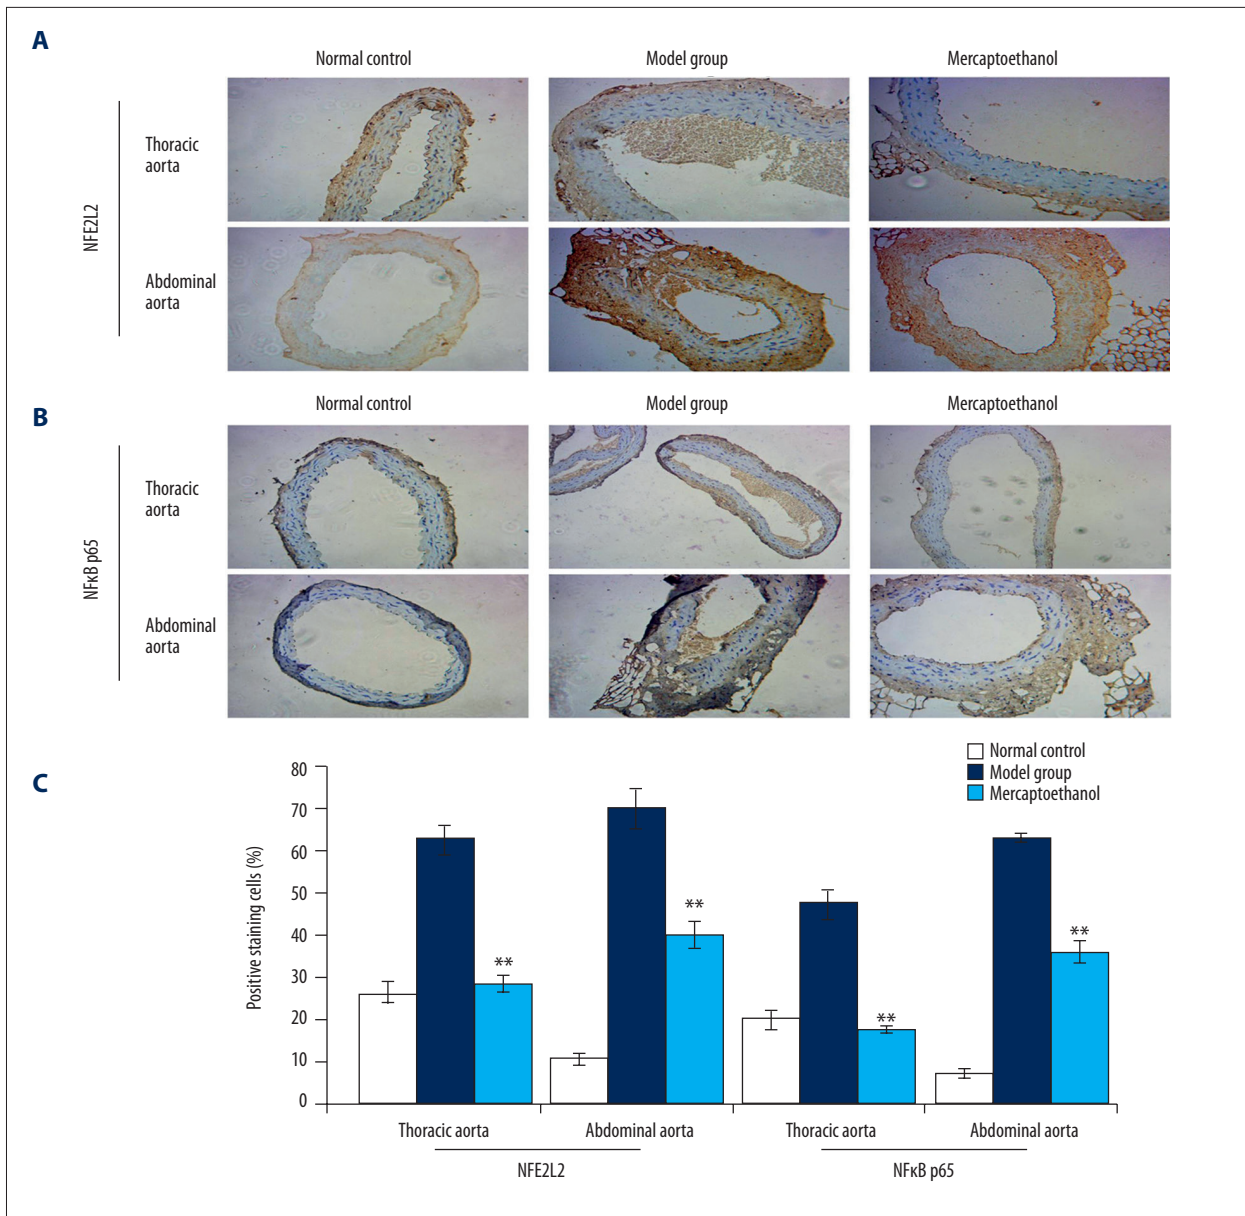 A
Normal control
Model group
Mercaptoethanol
NFE2L2
Thoracic
aorta
Abdominal
aorta
B
Normal control
Model group
Mercaptoethanol
NFκB p65
Thoracic
aorta
Abdominal
aorta
C
Normal control
Model group
Mercaptoethanol
Positive staining cells (%)
80
70
60
50
40
30
20
10
0
**
**
**
**
Thoracic aorta
Abdominal aorta
Thoracic aorta
Abdominal aorta
NFE2L2
NFκB p65